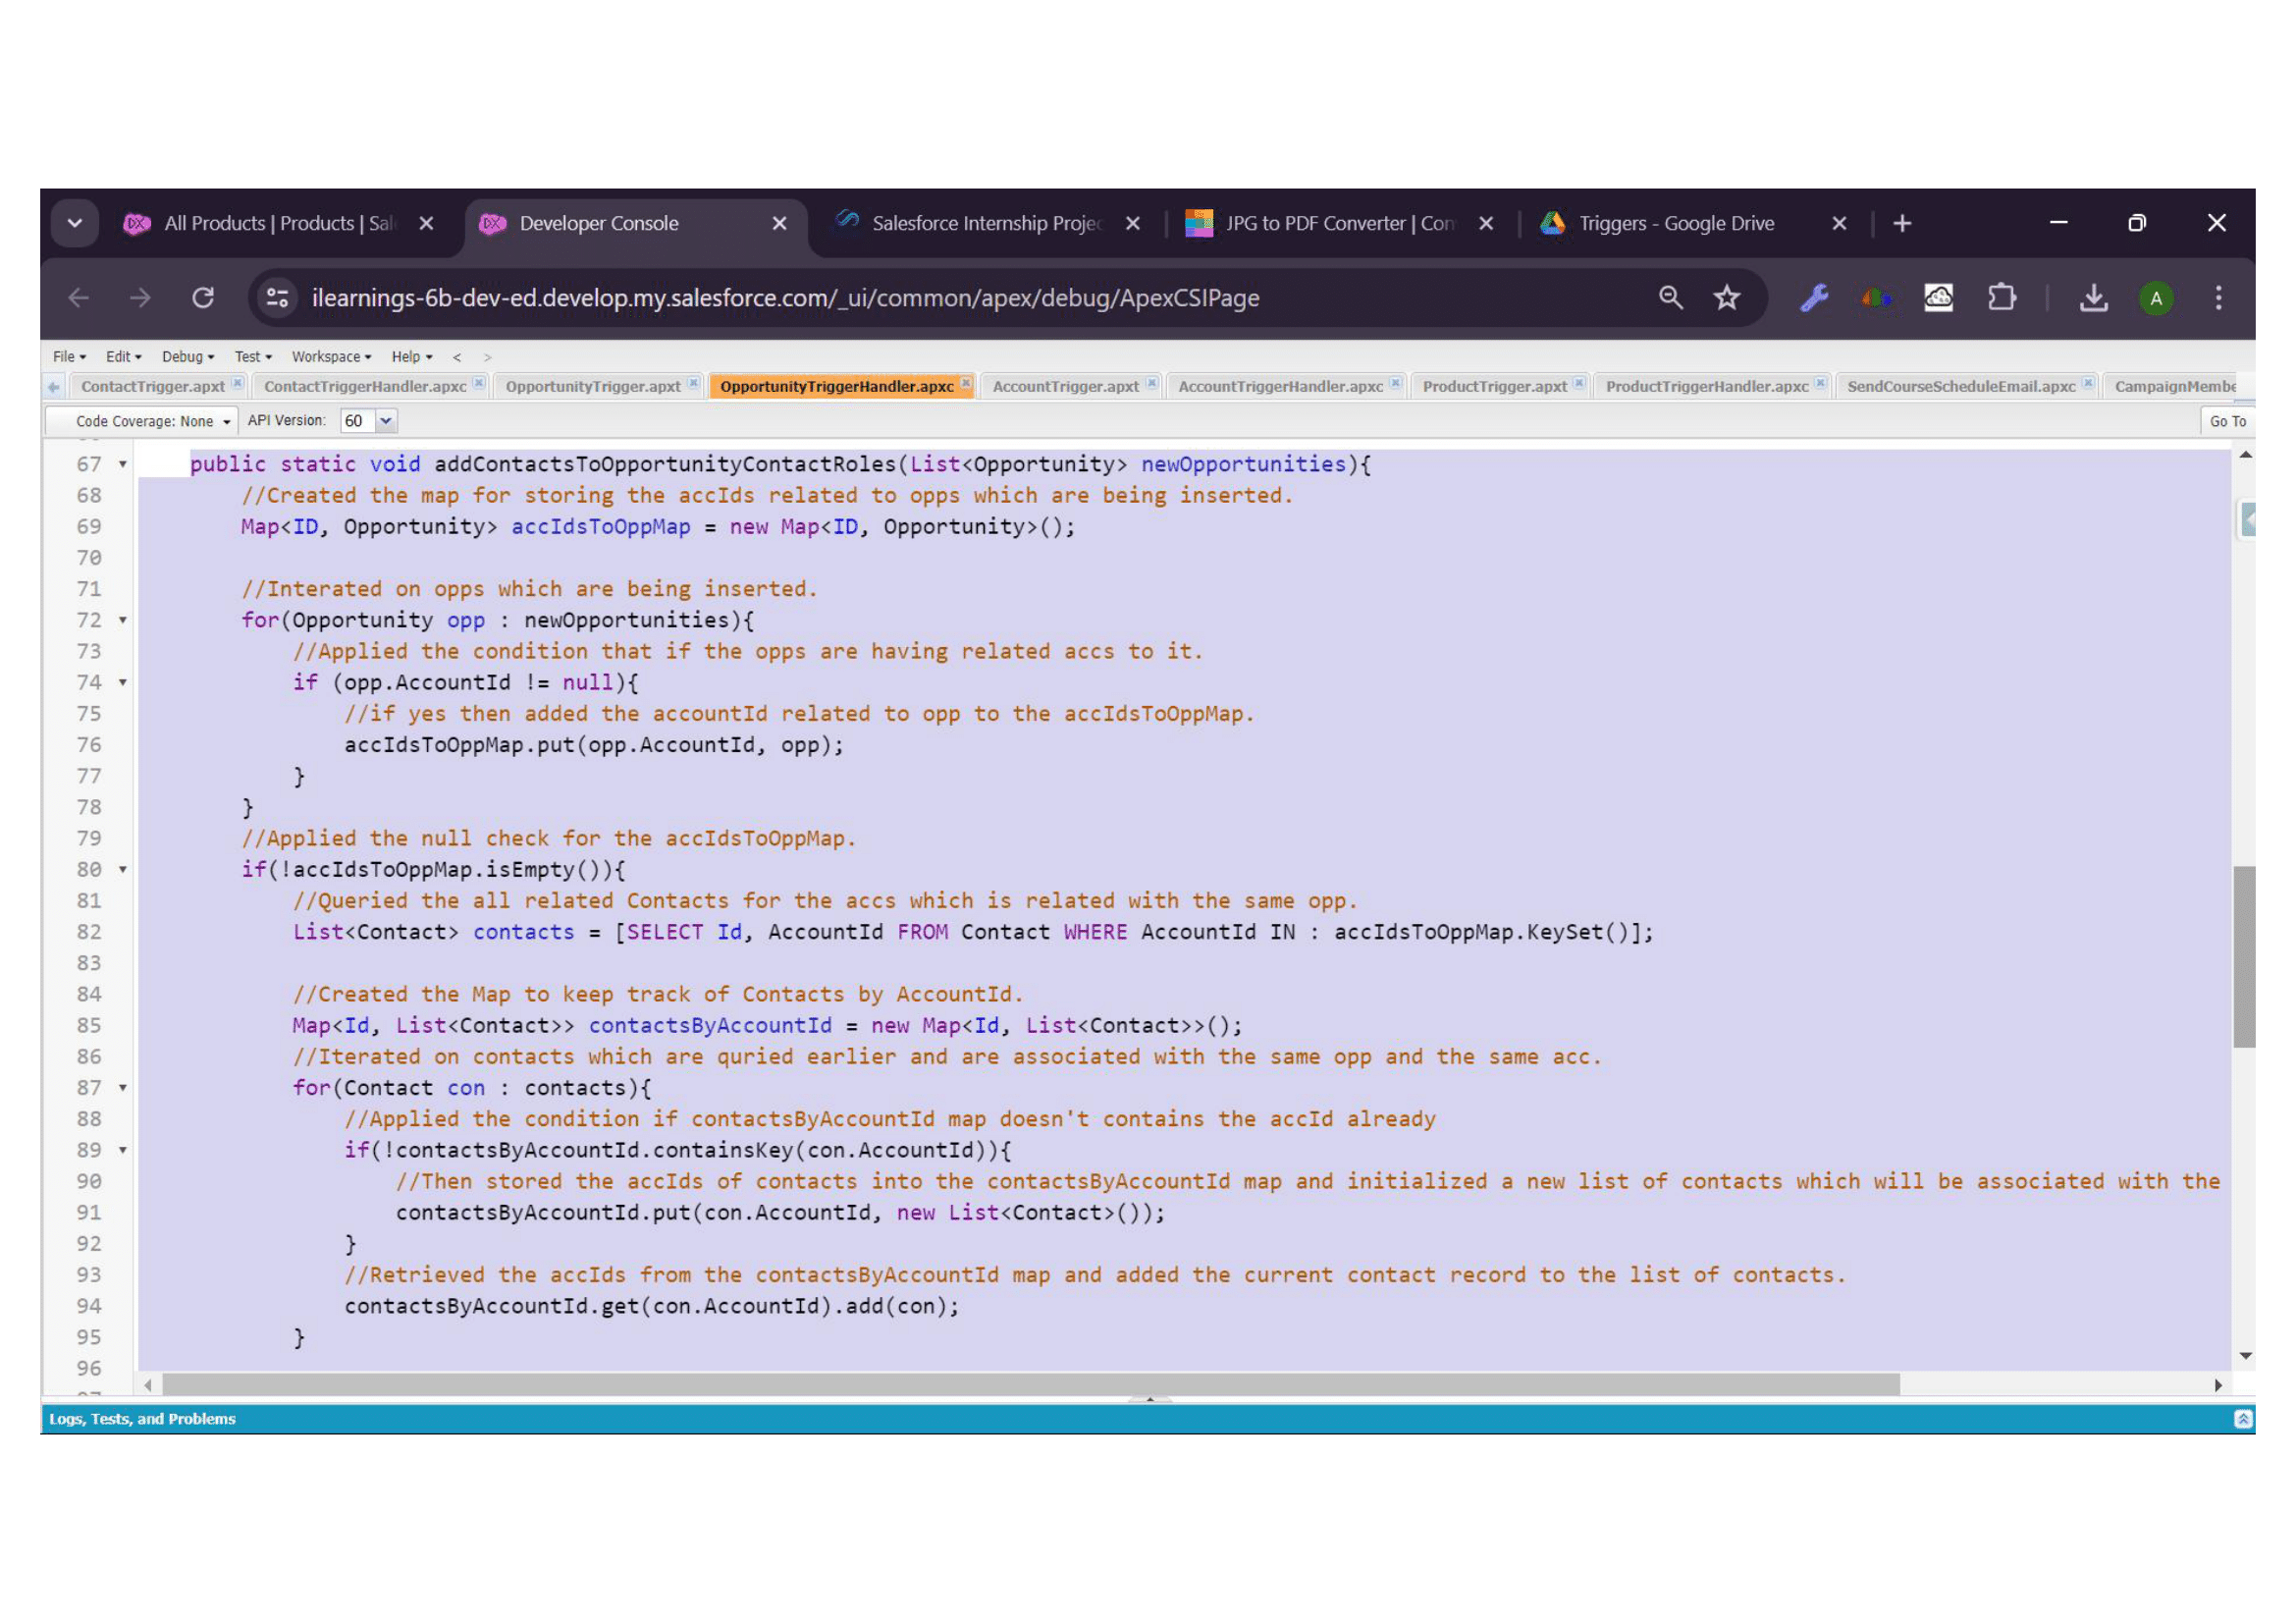 All Products | Products | Sal
Developer Console
Salesforce Internship Projec
JPG to PDF Converter | Con
Triggers - Google Drive
ilearnings-6b-dev-ed.develop.my.salesforce.com/_ui/common/apex/debug/ApexCSIPage
A
File Edit Debug Test Workspace Help < >
ContactTrigger.apxt ContactTriggerHandler.apxc OpportunityTrigger.apxt OpportunityTriggerHandler.apxc AccountTrigger.apxt AccountTriggerHandler.apxc ProductTrigger.apxt ProductTriggerHandler.apxc SendCourseScheduleEmail.apxc CampaignMembe
Code Coverage: None API Version: 60 Go To
67 public static void addContactsToOpportunityContactRoles(List<Opportunity> newOpportunities){
68 //Created the map for storing the accIds related to opps which are being inserted.
69 Map<ID, Opportunity> accIdsToOppMap = new Map<ID, Opportunity>();
70
71 //Interated on opps which are being inserted.
72 for(Opportunity opp : newOpportunities){
73 //Applied the condition that if the opps are having related accs to it.
74 if (opp.AccountId != null){
75 //if yes then added the accountId related to opp to the accIdsToOppMap.
76 accIdsToOppMap.put(opp.AccountId, opp);
77 }
78 }
79 //Applied the null check for the accIdsToOppMap.
80 if(!accIdsToOppMap.isEmpty()){
81 //Queried the all related Contacts for the accs which is related with the same opp.
82 List<Contact> contacts = [SELECT Id, AccountId FROM Contact WHERE AccountId IN : accIdsToOppMap.KeySet()];
83
84 //Created the Map to keep track of Contacts by AccountId.
85 Map<Id, List<Contact>> contactsByAccountId = new Map<Id, List<Contact>>();
86 //Iterated on contacts which are quried earlier and are associated with the same opp and the same acc.
87 for(Contact con : contacts){
88 //Applied the condition if contactsByAccountId map doesn't contains the accId already
89 if(!contactsByAccountId.containsKey(con.AccountId)){
90 //Then stored the accIds of contacts into the contactsByAccountId map and initialized a new list of contacts which will be associated with the
91 contactsByAccountId.put(con.AccountId, new List<Contact>());
92 }
93 //Retrieved the accIds from the contactsByAccountId map and added the current contact record to the list of contacts.
94 contactsByAccountId.get(con.AccountId).add(con);
95 }
96
Logs, Tests, and Problems